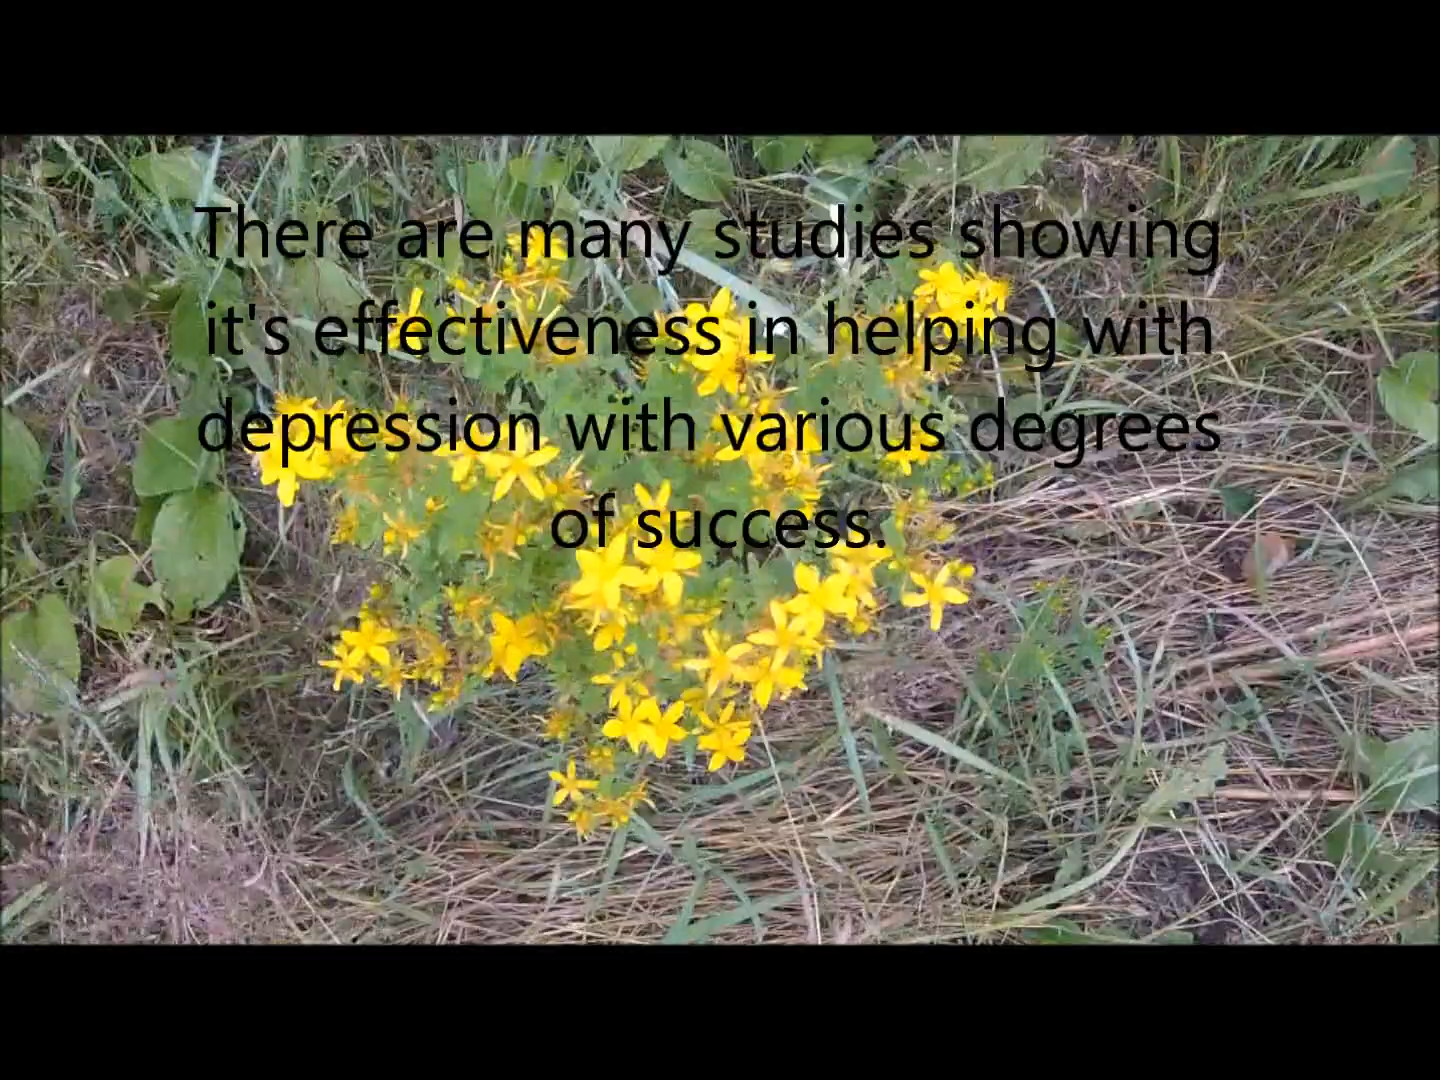 There are many studies showing
it's effectiveness in helping with
depression with various degrees
of success.